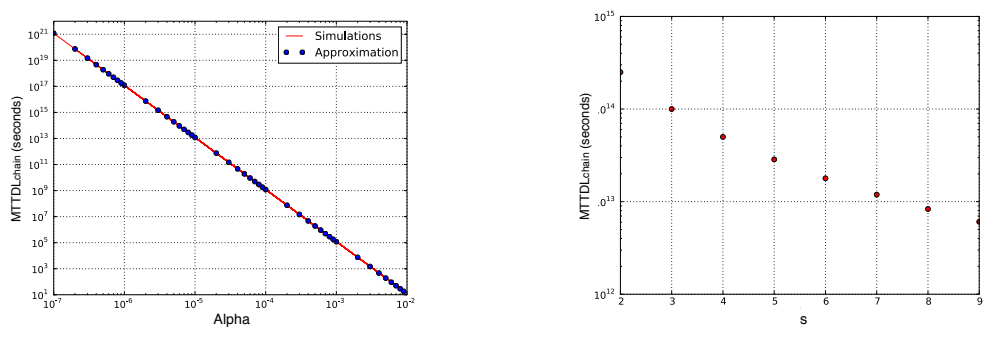 MTTDLchain (seconds)
10^21
10^19
10^17
10^15
10^13
10^11
10^9
10^7
10^5
10^3
10^1
10^-7 10^-6 10^-5 10^-4 10^-3 10^-2
Alpha
Simulations
Approximation
MTTDLchain (seconds)
10^15
10^14
10^13
10^12
2 3 4 5 6 7 8 9
s